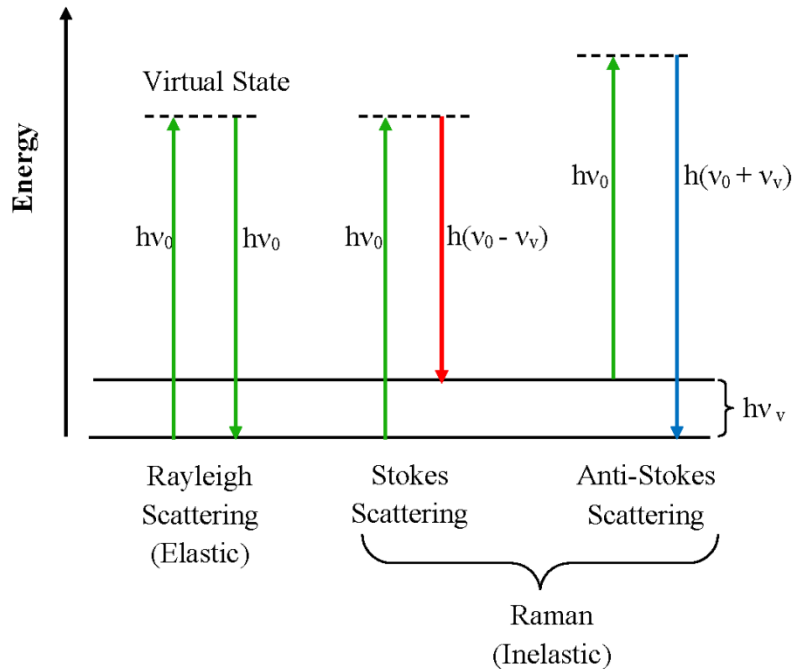 Energy
Virtual State
hν₀
hν₀
hν₀
h(ν₀ - νᵥ)
hν₀
h(ν₀ + νᵥ)
hν ᵥ
Rayleigh
Scattering
(Elastic)
Stokes
Scattering
Anti-Stokes
Scattering
Raman
(Inelastic)